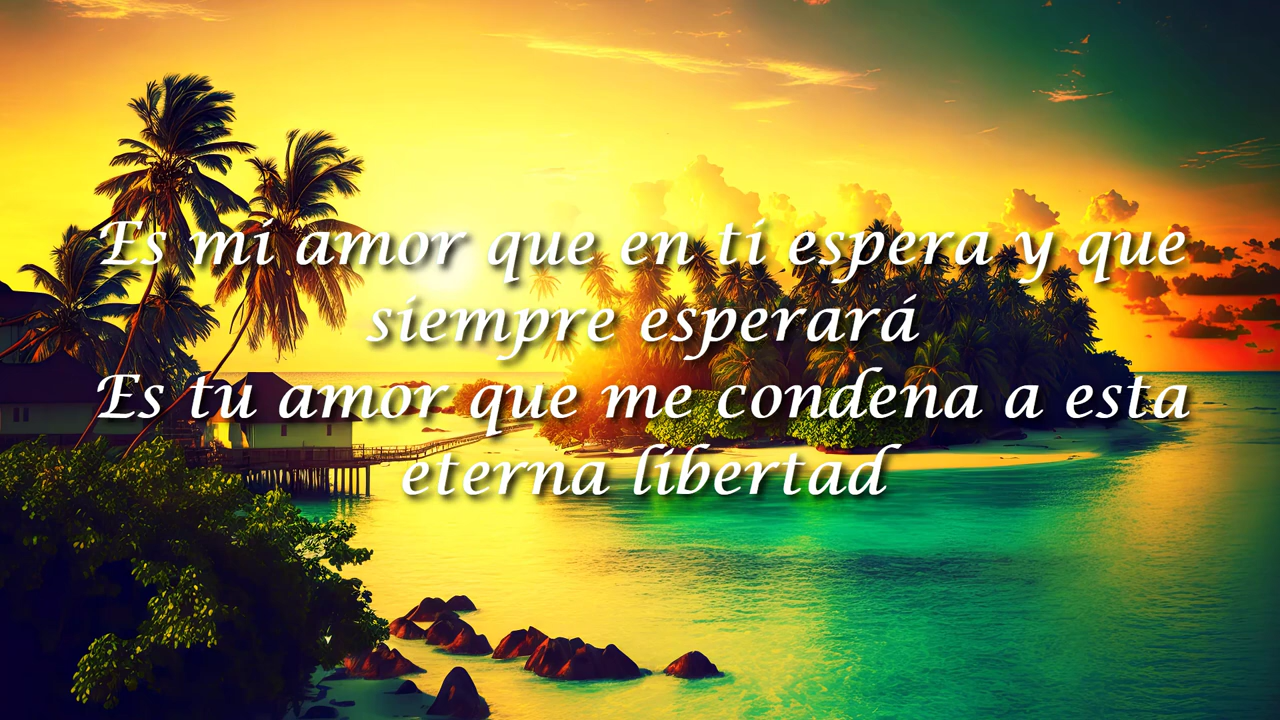 Es mi amor que en ti espera y que
siempre esperará
Es tu amor que me condena a esta
eterna libertad